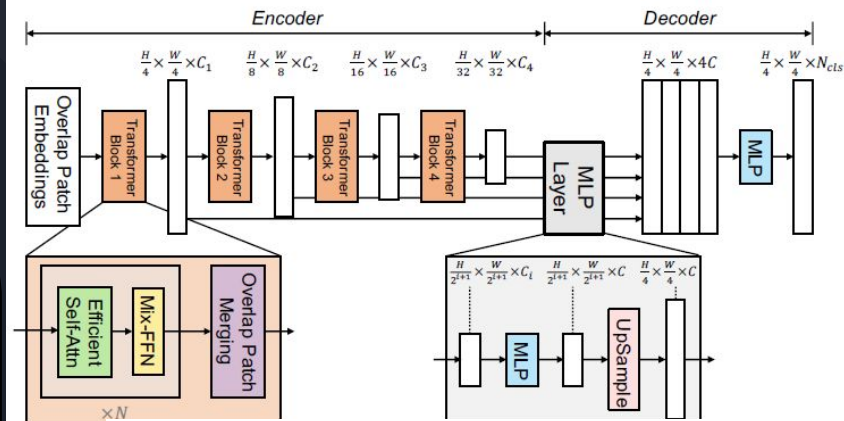 Encoder
Decoder
H/4 × W/4 × C₁
H/8 × W/8 × C₂
H/16 × W/16 × C₃
H/32 × W/32 × C₄
H/4 × W/4 × 4C
H/4 × W/4 × N_cls
Overlap Patch
Embeddings
Transformer
Block 1
Transformer
Block 2
Transformer
Block 3
Transformer
Block 4
MLP
Layer
MLP
Efficient
Self-Attn
Mix-FFN
Overlap Patch
Merging
×N
H/2^{i+1} × W/2^{i+1} × C_i
H/2^{i+1} × W/2^{i+1} × C
H/4 × W/4 × C
MLP
UpSample